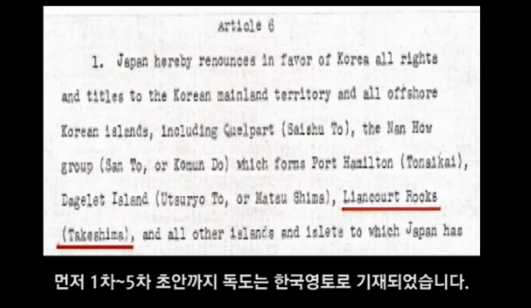 Article 6
1. Japan hereby renounces in favor of Korea all rights
and titles to the Korean mainland territory and all offshore
Korean islands, including Quelpart (Saishu To), the Nan How
group (San To, or Komun Do) which forms Port Hamilton (Tonaikai),
Dagelet Island (Utsuryo To, or Matsu Shima), Liancourt Rocks
(Takeshima), and all other islands and islets to which Japan has
먼저 1차~5차 초안까지 독도는 한국영토로 기재되었습니다.